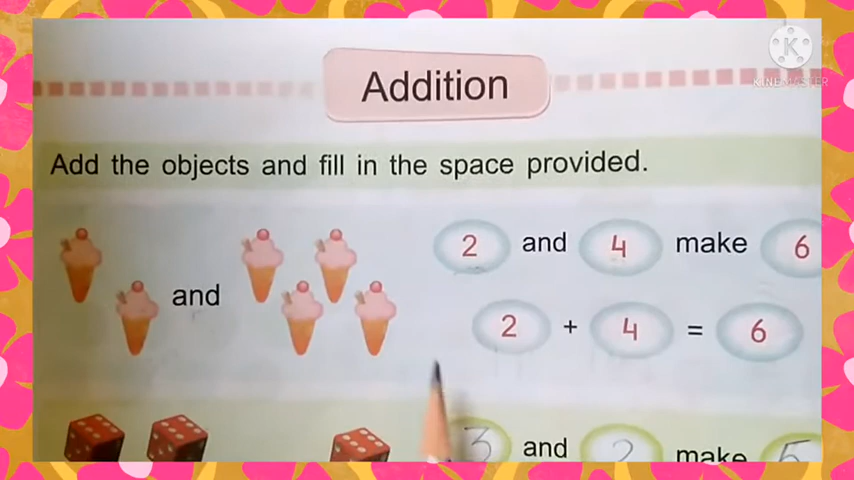 K
KINEMASTER
Addition
Add the objects and fill in the space provided.
2 and 4 make 6
and
2 + 4 = 6
3 and 2 make 5